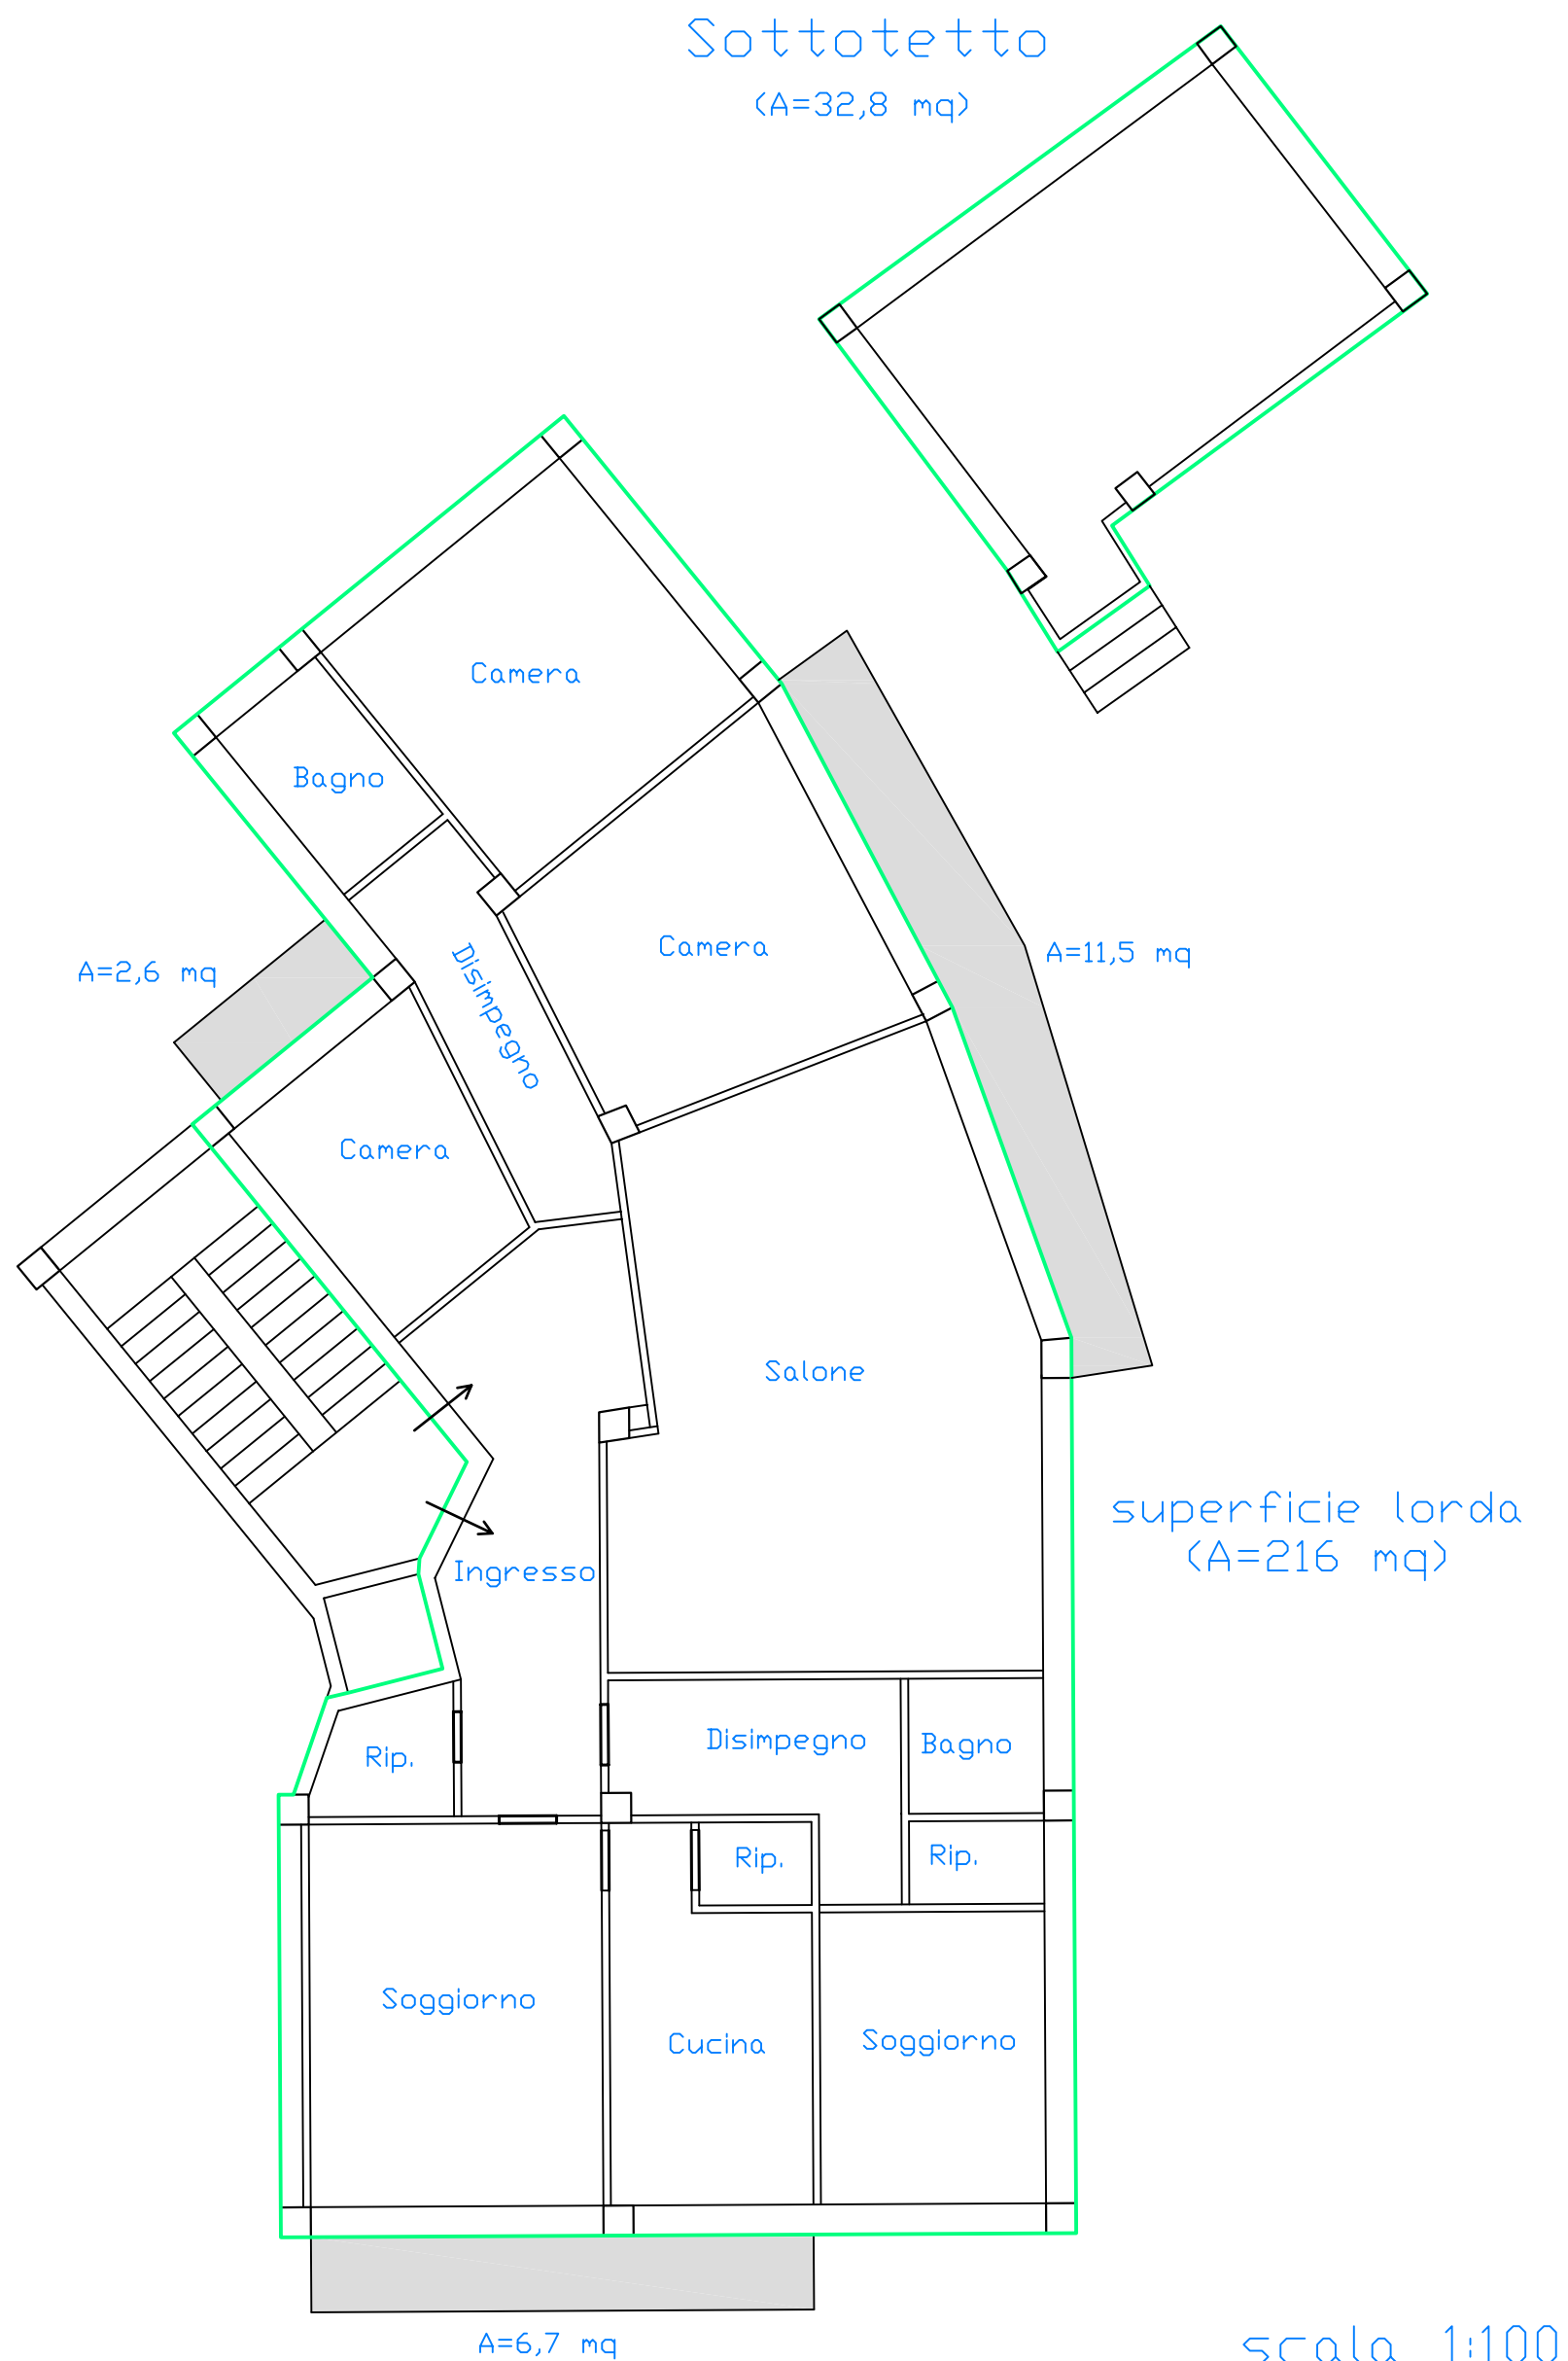 Sottotetto
(A=32,8 mq)
Camera
Bagno
Camera
A=11,5 mq
A=2,6 mq
Disimpegno
Camera
Salone
superficie lorda
(A=216 mq)
Ingresso
Disimpegno
Bagno
Rip.
Rip.
Rip.
Soggiorno
Cucina
Soggiorno
A=6,7 mq
scala 1:100